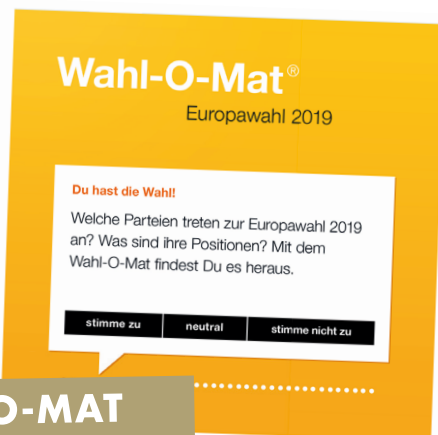 Wahl-O-Mat®
Europawahl 2019
Du hast die Wahl!
Welche Parteien treten zur Europawahl 2019
an? Was sind ihre Positionen? Mit dem
Wahl-O-Mat findest Du es heraus.
stimme zu neutral stimme nicht zu
O-MAT